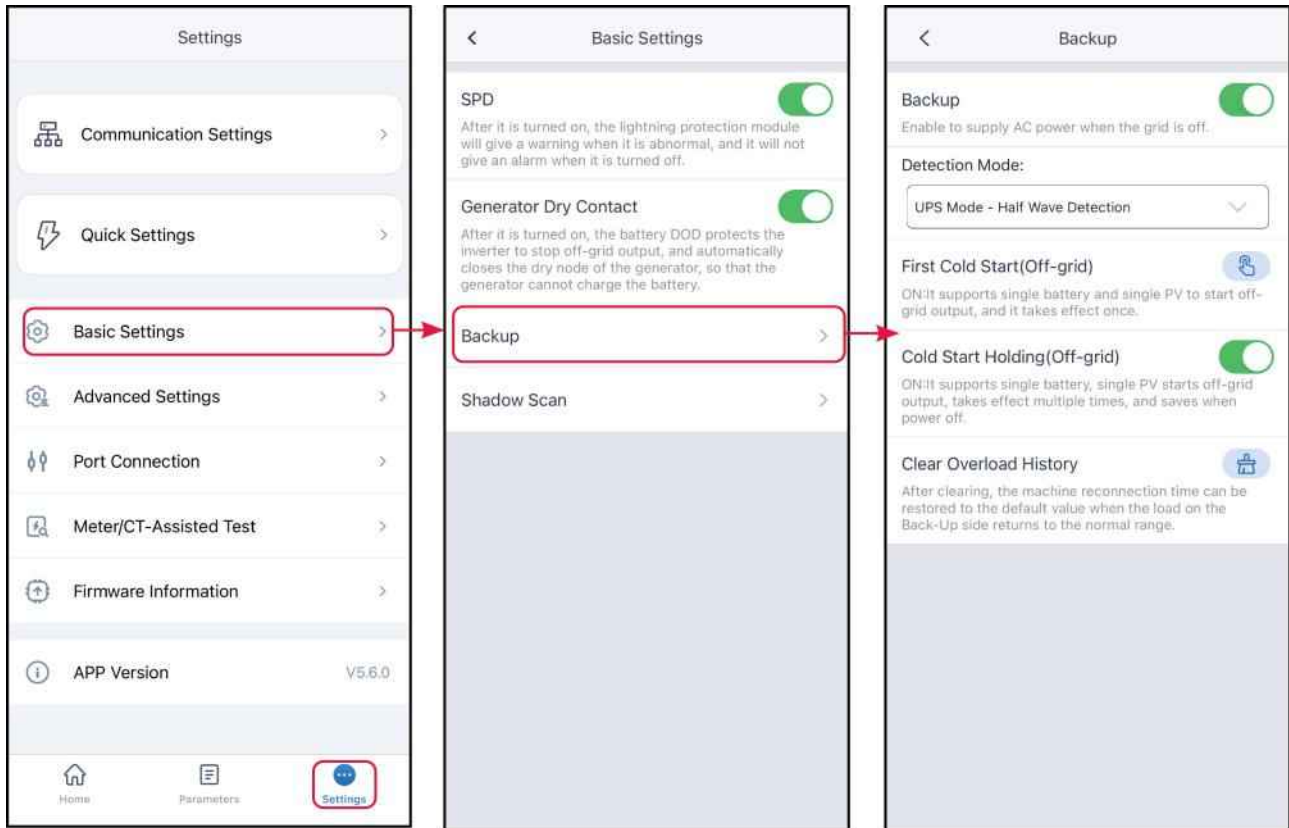 Settings
Communication Settings
Quick Settings
Basic Settings
Advanced Settings
Port Connection
Meter/CT-Assisted Test
Firmware Information
APP Version V5.6.0
Home Parameters Settings
Basic Settings
SPD
After it is turned on, the lightning protection module
will give a warning when it is abnormal, and it will not
give an alarm when it is turned off.
Generator Dry Contact
After it is turned on, the battery DOD protects the
inverter to stop off-grid output, and automatically
closes the dry node of the generator, so that the
generator cannot charge the battery.
Backup
Shadow Scan
Backup
Backup
Enable to supply AC power when the grid is off.
Detection Mode:
UPS Mode - Half Wave Detection
First Cold Start(Off-grid)
ON:It supports single battery and single PV to start off-
grid output, and it takes effect once.
Cold Start Holding(Off-grid)
ON:It supports single battery, single PV starts off-grid
output, takes effect multiple times, and saves when
power off.
Clear Overload History
After clearing, the machine reconnection time can be
restored to the default value when the load on the
Back-Up side returns to the normal range.